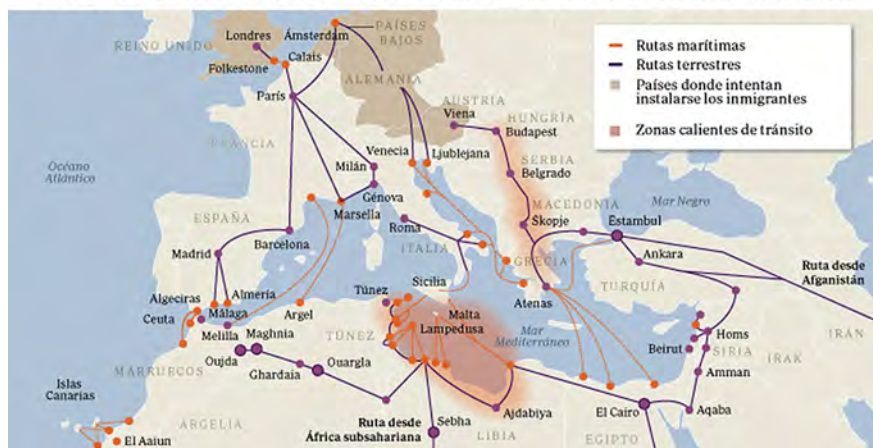 Rutas marítimas
Rutas terrestres
Países donde intentan
instalarse los inmigrantes
Zonas calientes de tránsito
REINO UNIDO
Londres
Ámsterdam
PAÍSES
BAJOS
Folkestone
Calais
ALEMANIA
París
AUSTRIA
Viena
HUNGRÍA
Budapest
FRANCIA
Venecia
Ljublejana
SERBIA
Belgrado
Océano
Atlántico
Milán
Génova
Marsella
MACEDONIA
Skopje
Mar Negro
Estambul
ESPAÑA
Roma
ITALIA
Madrid
Barcelona
GRECIA
Ankara
Ruta desde
Afganistán
TURQUÍA
Sicilia
Atenas
Algeciras
Almería
Málaga
Ceuta
Melilla
Argel
Túnez
Malta
Lampedusa
Mar
Mediterráneo
Homs
Beirut
SIRIA
IRAK
IRÁN
Maghnia
Oujda
TÚNEZ
MARRUECOS
Ghardaia
Ouargla
Amman
Islas
Canarias
Ajdabiya
El Cairo
Aqaba
El Aaiun
ARGELIA
Ruta desde
África subsahariana
Sebha
LIBIA
EGIPTO